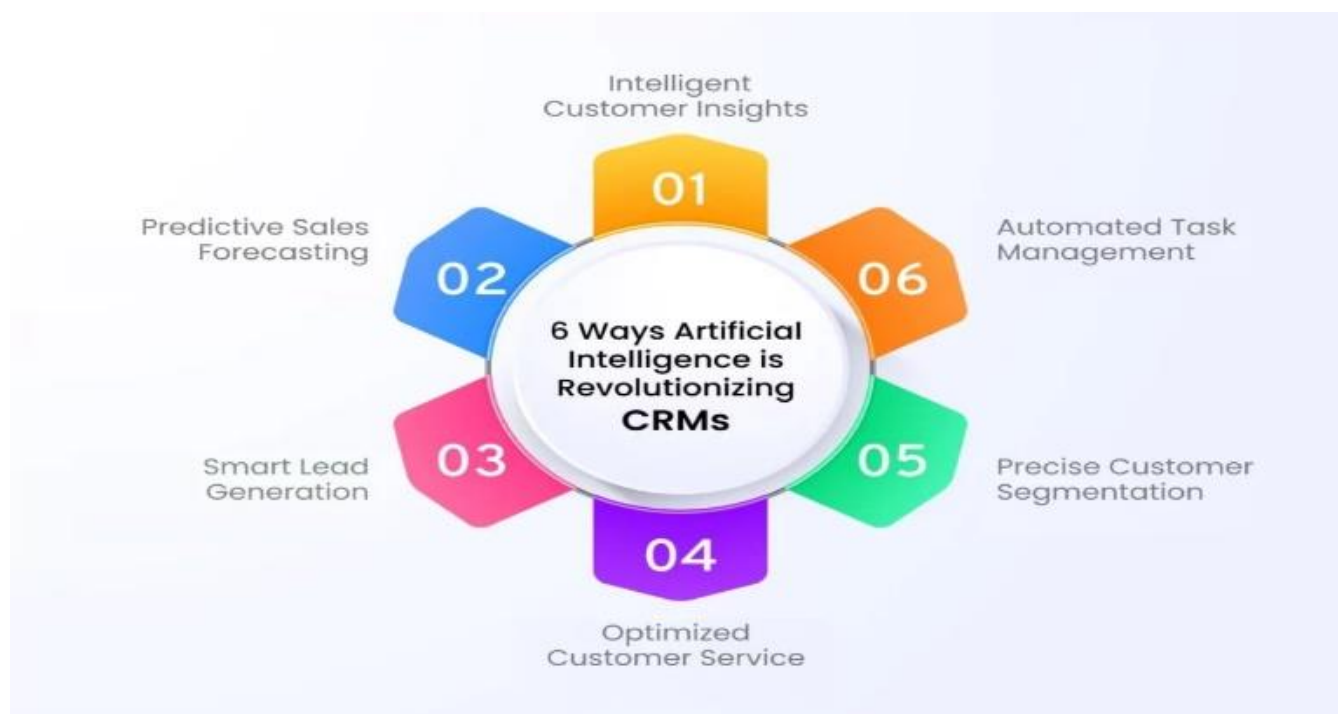 Intelligent
Customer Insights
01
Predictive Sales
Forecasting
02
06
Automated Task
Management
6 Ways Artificial
Intelligence is
Revolutionizing
CRMs
Smart Lead
Generation
03
05
Precise Customer
Segmentation
04
Optimized
Customer Service